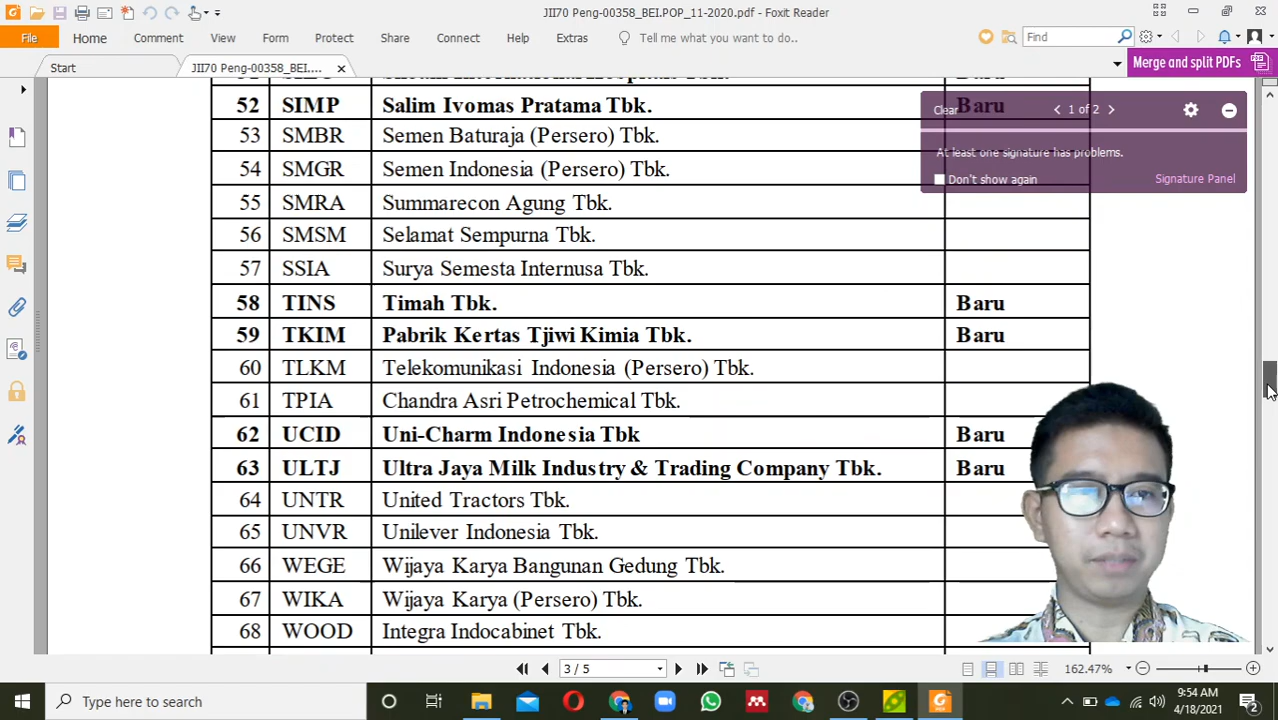 JII70 Peng-00358_BEI.POP_11-2020.pdf - Foxit Reader
File Home Comment View Form Protect Share Connect Help Extras Tell me what you want to do.. Find
Start JII70 Peng-00358_BEI.... Merge and split PDFs
52 SIMP Salim Ivomas Pratama Tbk. Baru
Clear 1 of 2
53 SMBR Semen Baturaja (Persero) Tbk.
At least one signature has problems.
54 SMGR Semen Indonesia (Persero) Tbk.
Don't show again Signature Panel
55 SMRA Summarecon Agung Tbk.
56 SMSM Selamat Sempurna Tbk.
57 SSIA Surya Semesta Internusa Tbk.
58 TINS Timah Tbk. Baru
59 TKIM Pabrik Kertas Tjiwi Kimia Tbk. Baru
60 TLKM Telekomunikasi Indonesia (Persero) Tbk.
61 TPIA Chandra Asri Petrochemical Tbk.
62 UCID Uni-Charm Indonesia Tbk Baru
63 ULTJ Ultra Jaya Milk Industry & Trading Company Tbk. Baru
64 UNTR United Tractors Tbk.
65 UNVR Unilever Indonesia Tbk.
66 WEGE Wijaya Karya Bangunan Gedung Tbk.
67 WIKA Wijaya Karya (Persero) Tbk.
68 WOOD Integra Indocabinet Tbk.
3 / 5 162.47%
Type here to search
9:54 AM
4/18/2021
2